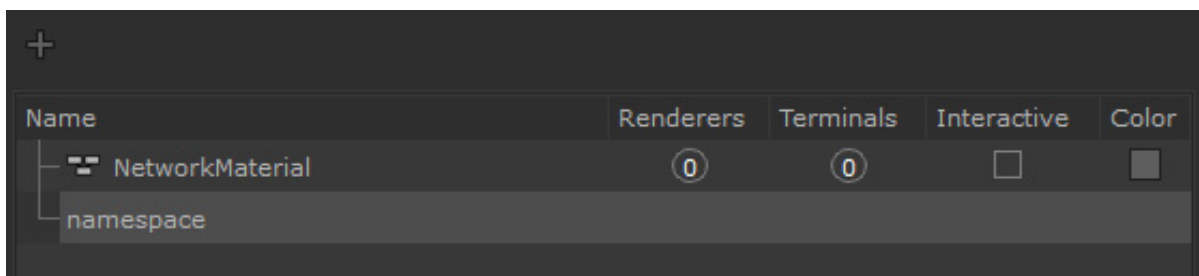 Name Renderers Terminals Interactive Color
NetworkMaterial 0 0
namespace